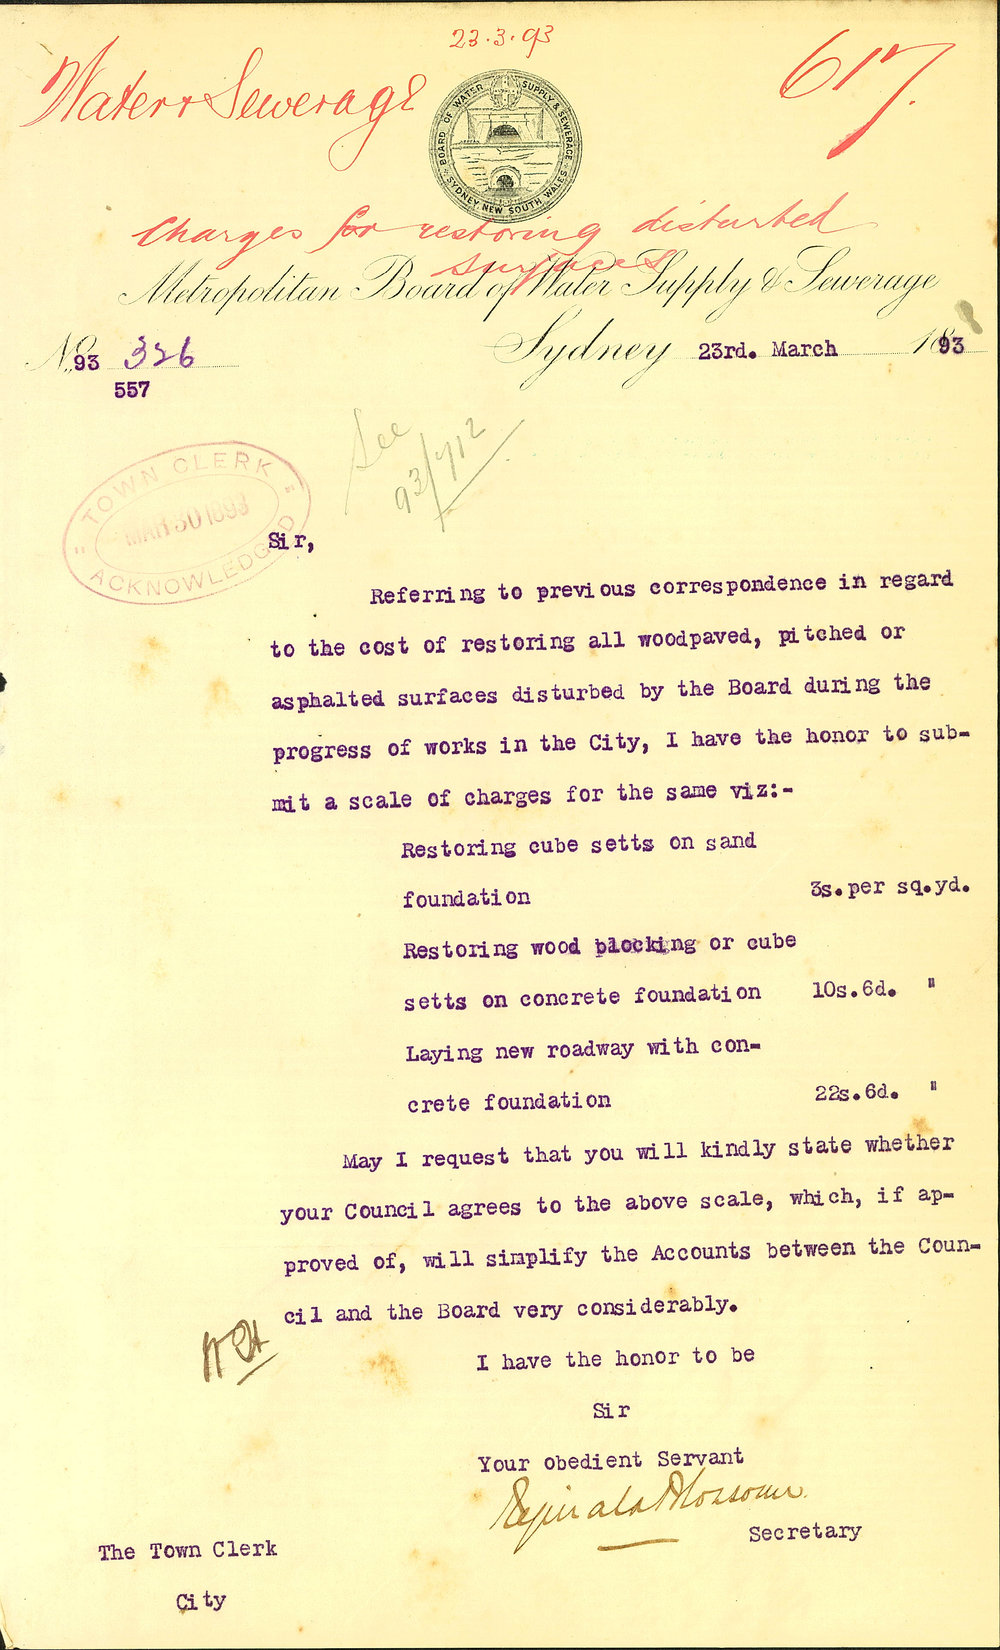 23.3.93
Water & Sewerage
617.
BOARD OF WATER SUPPLY & SEWERAGE
SYDNEY, NEW SOUTH WALES
Charges for restoring disturbed
surfaces
Metropolitan Board of Water Supply & Sewerage
No. 93 326
557
Sydney 23rd. March 1893
See
93/712
TOWN CLERK
MAR 30 1893
ACKNOWLEDGED
Sir,
Referring to previous correspondence in regard
to the cost of restoring all woodpaved, pitched or
asphalted surfaces disturbed by the Board during the
progress of works in the City, I have the honor to sub-
mit a scale of charges for the same viz:-
Restoring cube setts on sand
foundation 3s.per sq.yd.
Restoring wood blocking or cube
setts on concrete foundation 10s.6d. "
Laying new roadway with con-
crete foundation 22s.6d. "
May I request that you will kindly state whether
your Council agrees to the above scale, which, if ap-
proved of, will simplify the Accounts between the Coun-
cil and the Board very considerably.
I have the honor to be
Sir
Your obedient Servant
Secretary
The Town Clerk
City